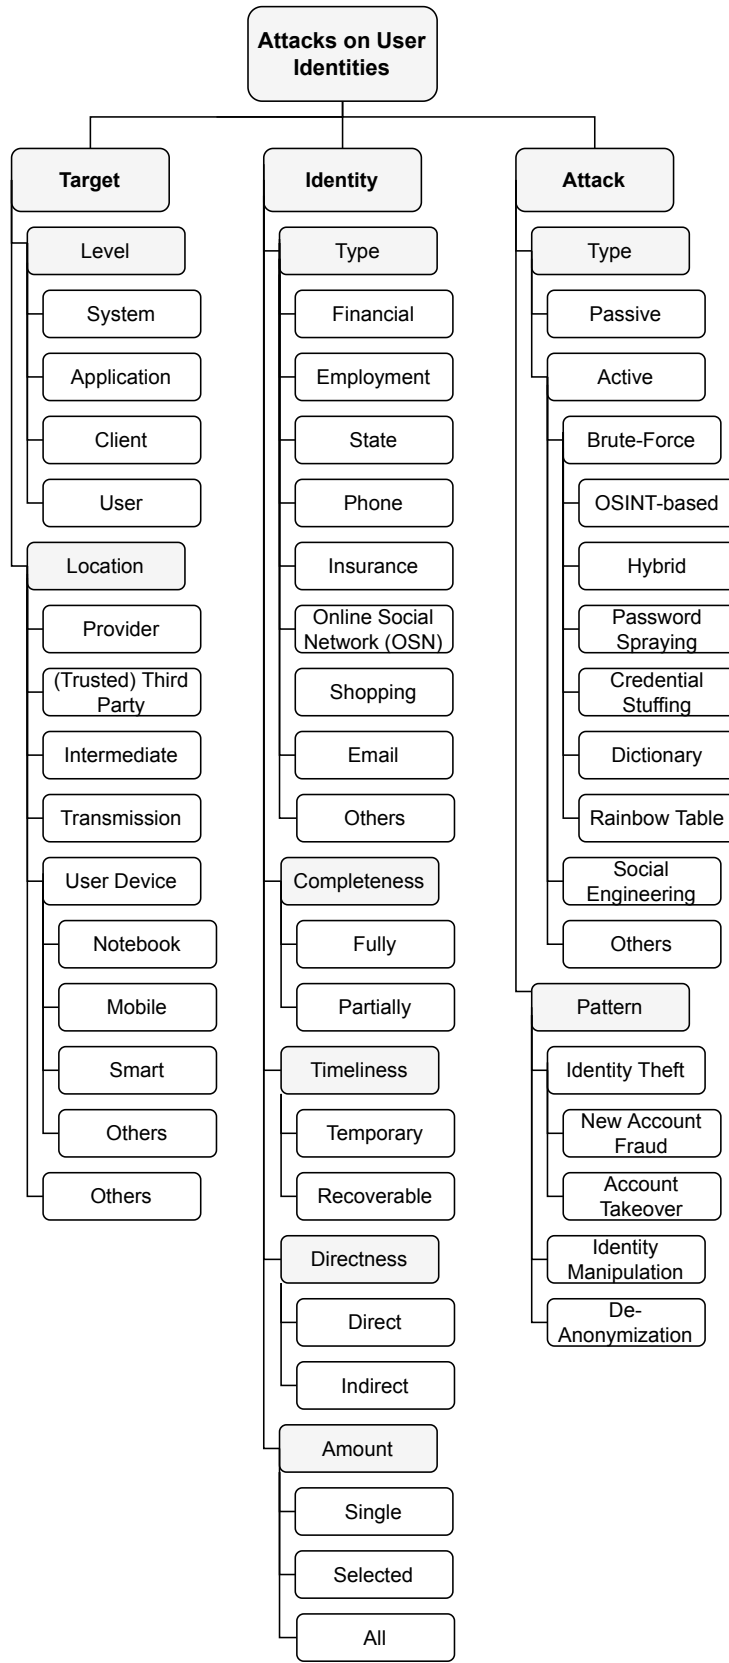 Attacks on User
Identities
Target
Level
System
Application
Client
User
Location
Provider
(Trusted) Third
Party
Intermediate
Transmission
User Device
Notebook
Mobile
Smart
Others
Others
Identity
Type
Financial
Employment
State
Phone
Insurance
Online Social
Network (OSN)
Shopping
Email
Others
Completeness
Fully
Partially
Timeliness
Temporary
Recoverable
Directness
Direct
Indirect
Amount
Single
Selected
All
Attack
Type
Passive
Active
Brute-Force
OSINT-based
Hybrid
Password
Spraying
Credential
Stuffing
Dictionary
Rainbow Table
Social
Engineering
Others
Pattern
Identity Theft
New Account
Fraud
Account
Takeover
Identity
Manipulation
De-
Anonymization